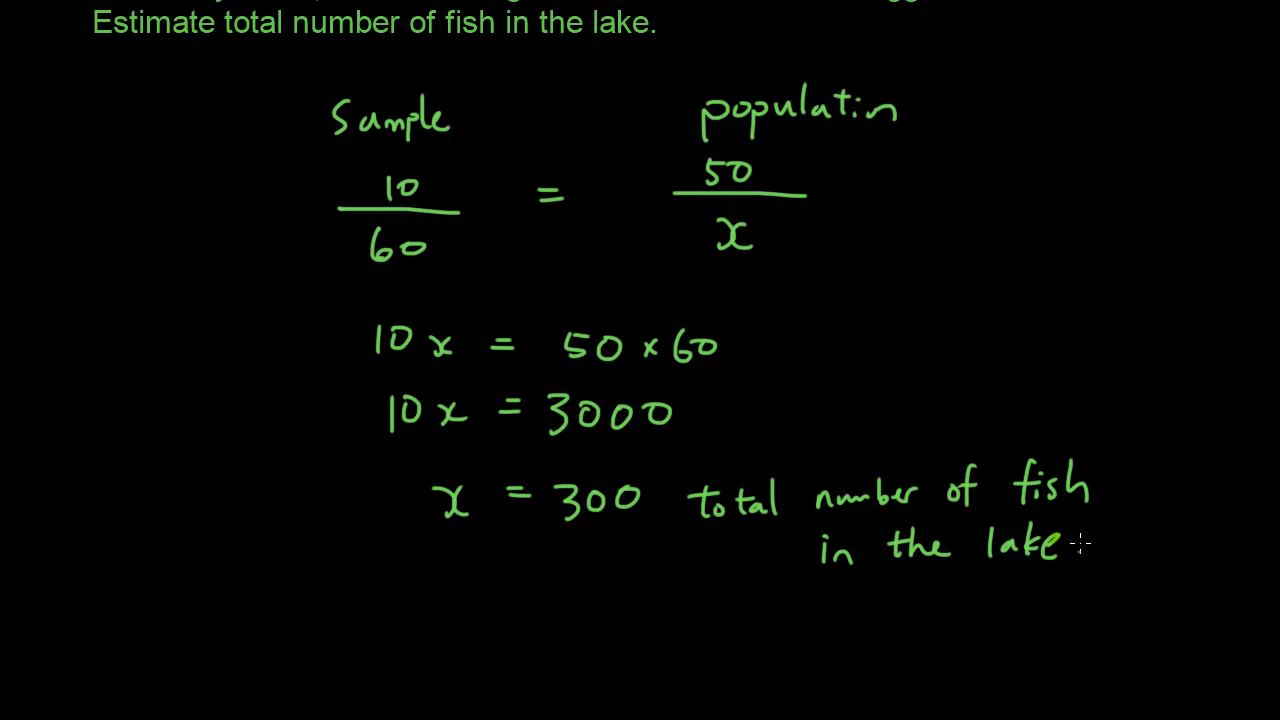 Estimate total number of fish in the lake.
Sample populatin
10 = 50
60 x
10x = 50 × 60
10x = 3000
x = 300 total number of fish
in the lake